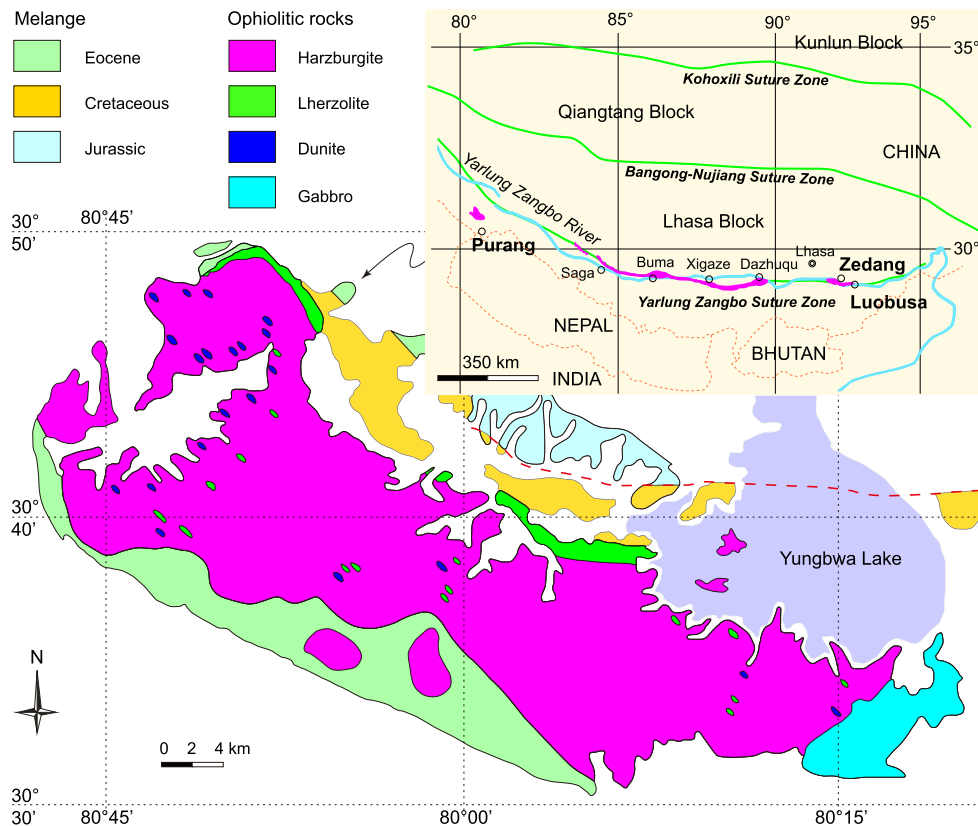 Melange
Eocene
Cretaceous
Jurassic
Ophiolitic rocks
Harzburgite
Lherzolite
Dunite
Gabbro
80° 85° 90° 95°
35°
30°
Kunlun Block
Kohoxili Suture Zone
Qiangtang Block
CHINA
Bangong-Nujiang Suture Zone
Yarlung Zangbo River
Lhasa Block
Purang
Saga
Buma
Xigaze
Dazhuqu
Lhasa
Zedang
Luobusa
Yarlung Zangbo Suture Zone
NEPAL
BHUTAN
INDIA
350 km
30°
50'
80°45'
30°
40'
Yungbwa Lake
N
0 2 4 km
30°
30'
80°45'
80°00'
80°15'